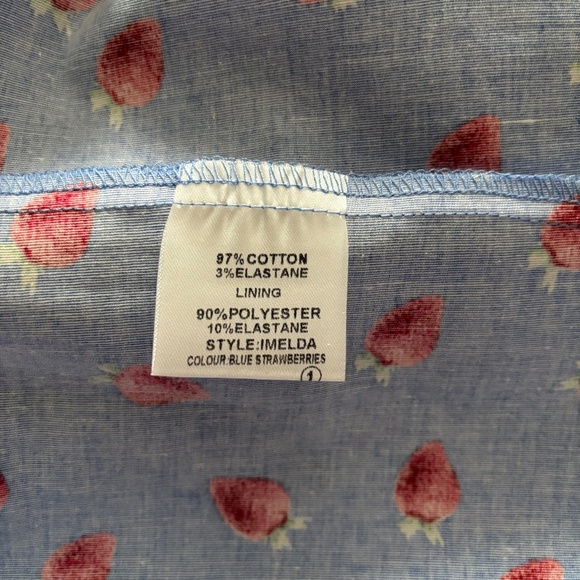 97%COTTON
3%ELASTANE
LINING
90%POLYESTER
10%ELASTANE
STYLE:IMELDA
COLOUR:BLUE STRAWBERRIES
1